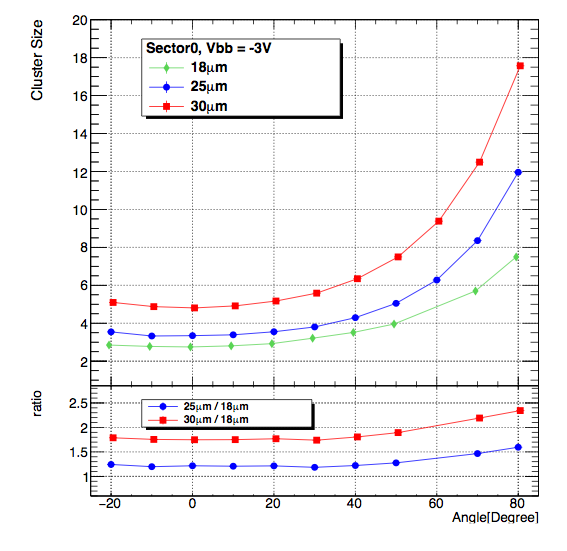 Cluster Size
20
18
16
14
12
10
8
6
4
2
Sector0, Vbb = -3V
18μm
25μm
30μm
ratio
2.5
2
1.5
1
25μm / 18μm
30μm / 18μm
−20 0 20 40 60 80
Angle[Degree]